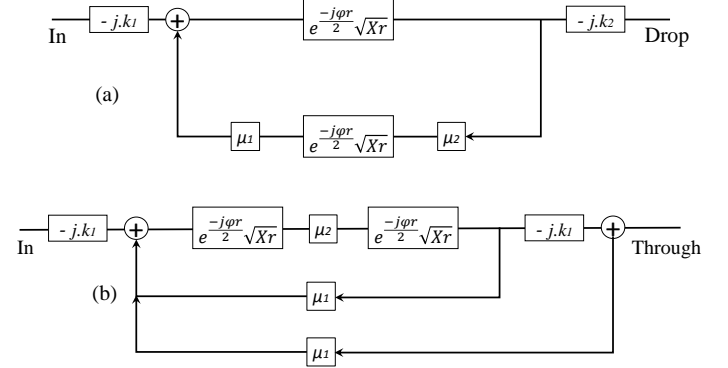 - j.k₁ + e^{-jφr/2} √Xr - j.k₂
In Drop
(a)
μ₁ e^{-jφr/2} √Xr μ₂
- j.k₁ + e^{-jφr/2} √Xr μ₂ e^{-jφr/2} √Xr - j.k₁ +
In Through
(b) μ₁
μ₁